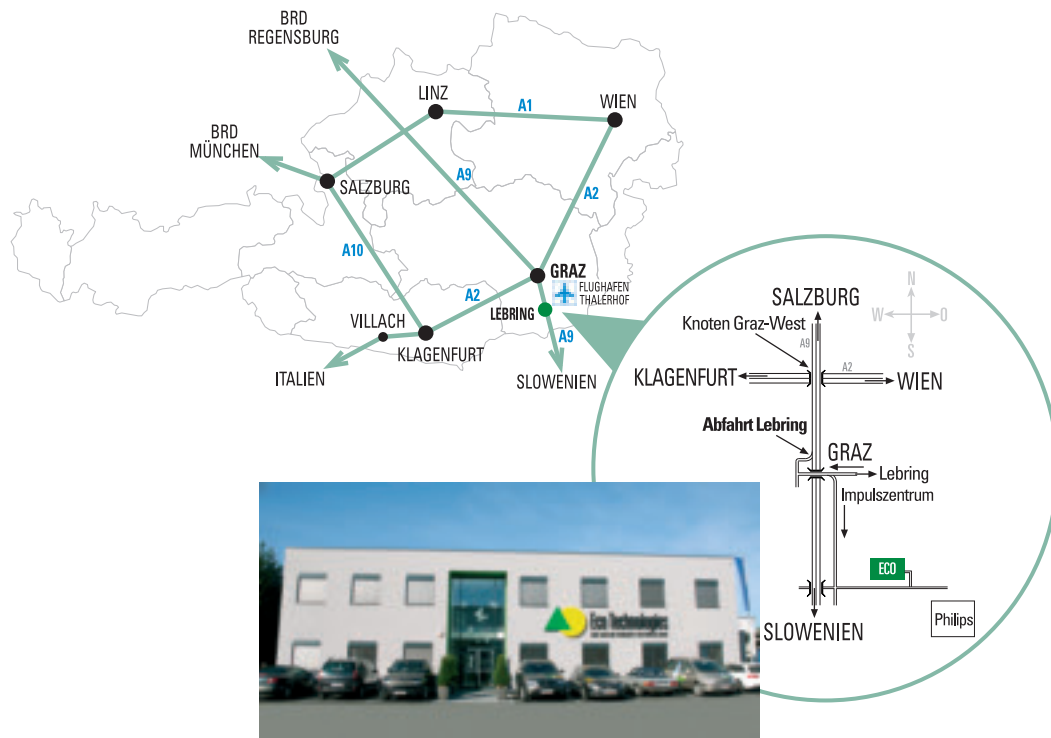 BRD
REGENSBURG
LINZ
A1
WIEN
BRD
MÜNCHEN
SALZBURG
A9
A2
A10
GRAZ
FLUGHAFEN
THALERHOF
A2
LEBRING
VILLACH
KLAGENFURT
A9
ITALIEN
SLOWENIEN
N
W
O
S
SALZBURG
Knoten Graz-West
A9
KLAGENFURT
A2
WIEN
Abfahrt Lebring
GRAZ
Lebring
Impulszentrum
ECO
Philips
SLOWENIEN
Eco Technologies